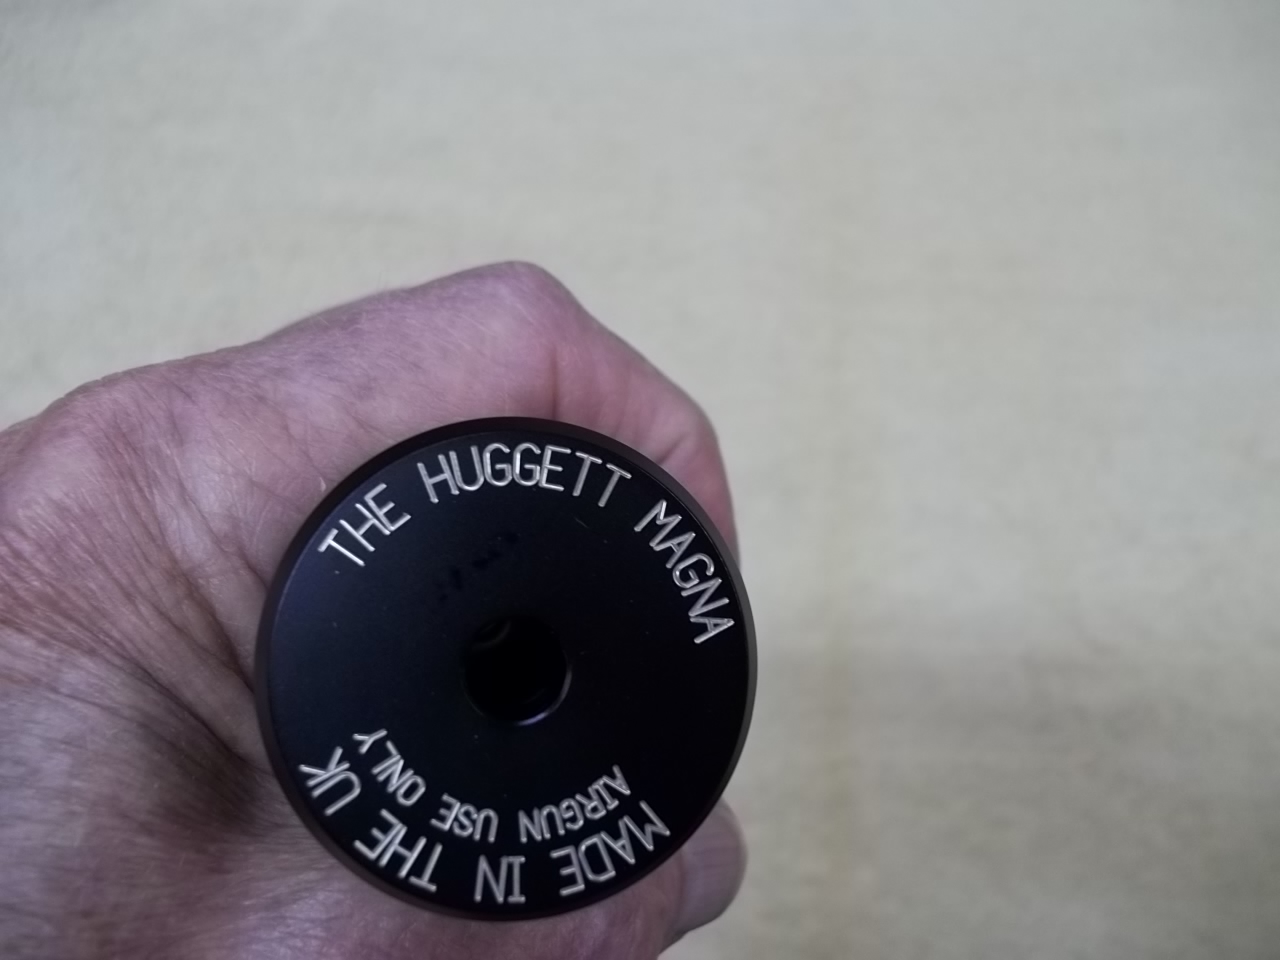 THE HUGGETT MAGNA
AIRGUN USE ONLY
MADE IN THE UK